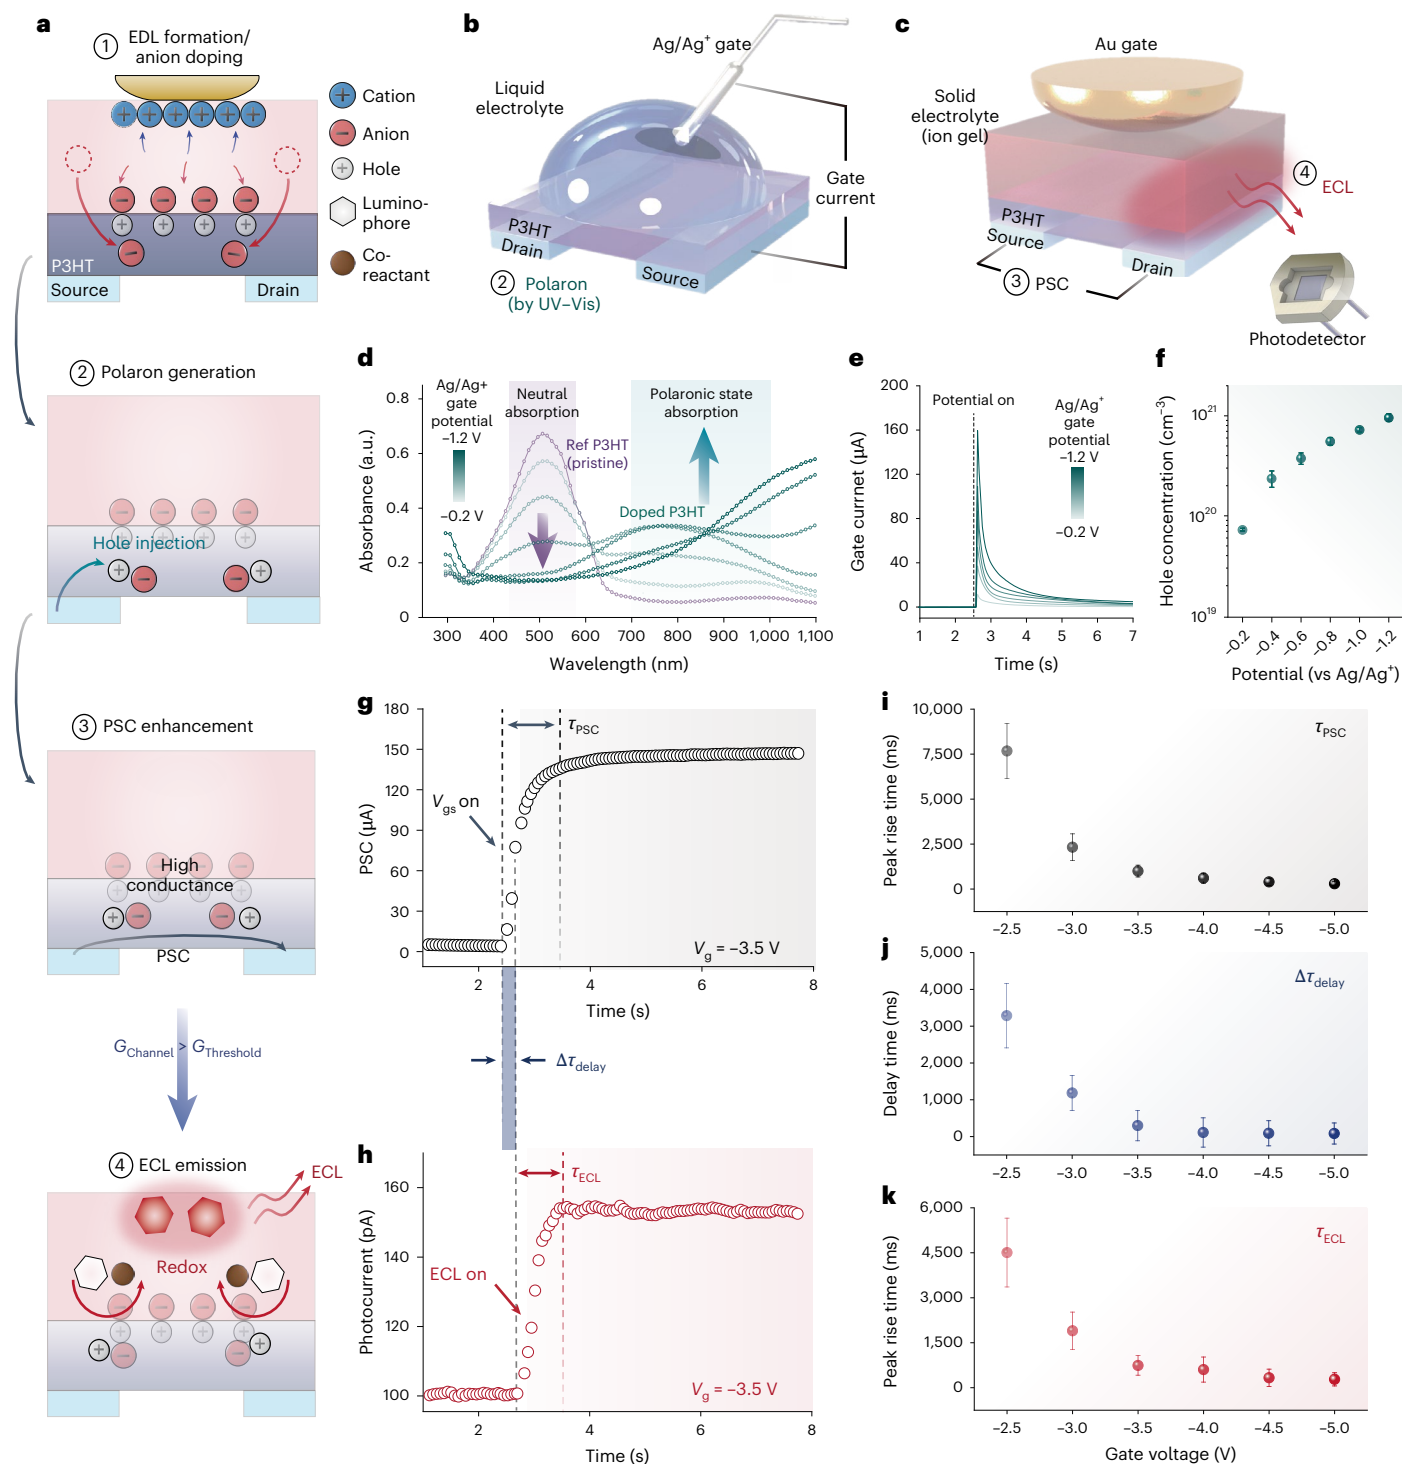 a
1
EDL formation/
anion doping
Cation
Anion
Hole
Lumino-
phore
Co-
reactant
P3HT
Source
Drain
b
Ag/Ag+ gate
Liquid
electrolyte
Gate
current
P3HT
Drain
Source
2
Polaron
(by UV–Vis)
c
Au gate
Solid
electrolyte
(ion gel)
4
ECL
P3HT
Source
Drain
3
PSC
Photodetector
2
Polaron generation
Hole injection
3
PSC enhancement
High
conductance
PSC
GChannel > GThreshold
4
ECL emission
ECL
Redox
d
Ag/Ag+
gate
potential
−1.2 V
−0.2 V
Neutral
absorption
Polaronic state
absorption
Ref P3HT
(pristine)
Doped P3HT
Absorbance (a.u.)
0.8
0.6
0.4
0.2
0
300 400 500 600 700 800 900 1,000 1,100
Wavelength (nm)
e
Potential on
Ag/Ag+
gate
potential
−1.2 V
−0.2 V
Gate currnet (µA)
200
160
120
80
40
0
1 2 3 4 5 6 7
Time (s)
f
Hole concentration (cm−3)
10²¹
10²⁰
10¹⁹
−0.2 −0.4 −0.6 −0.8 −1.0 −1.2
Potential (vs Ag/Ag+)
g
τPSC
Vgs on
PSC (µA)
180
150
120
90
60
30
0
Vg = −3.5 V
2 4 6 8
Time (s)
Δτdelay
h
τECL
ECL on
Photocurrent (pA)
160
140
120
100
Vg = −3.5 V
2 4 6 8
Time (s)
i
τPSC
Peak rise time (ms)
10,000
7,500
5,000
2,500
0
−2.5 −3.0 −3.5 −4.0 −4.5 −5.0
j
Δτdelay
Delay time (ms)
5,000
4,000
3,000
2,000
1,000
0
−2.5 −3.0 −3.5 −4.0 −4.5 −5.0
k
τECL
Peak rise time (ms)
6,000
4,500
3,000
1,500
0
−2.5 −3.0 −3.5 −4.0 −4.5 −5.0
Gate voltage (V)